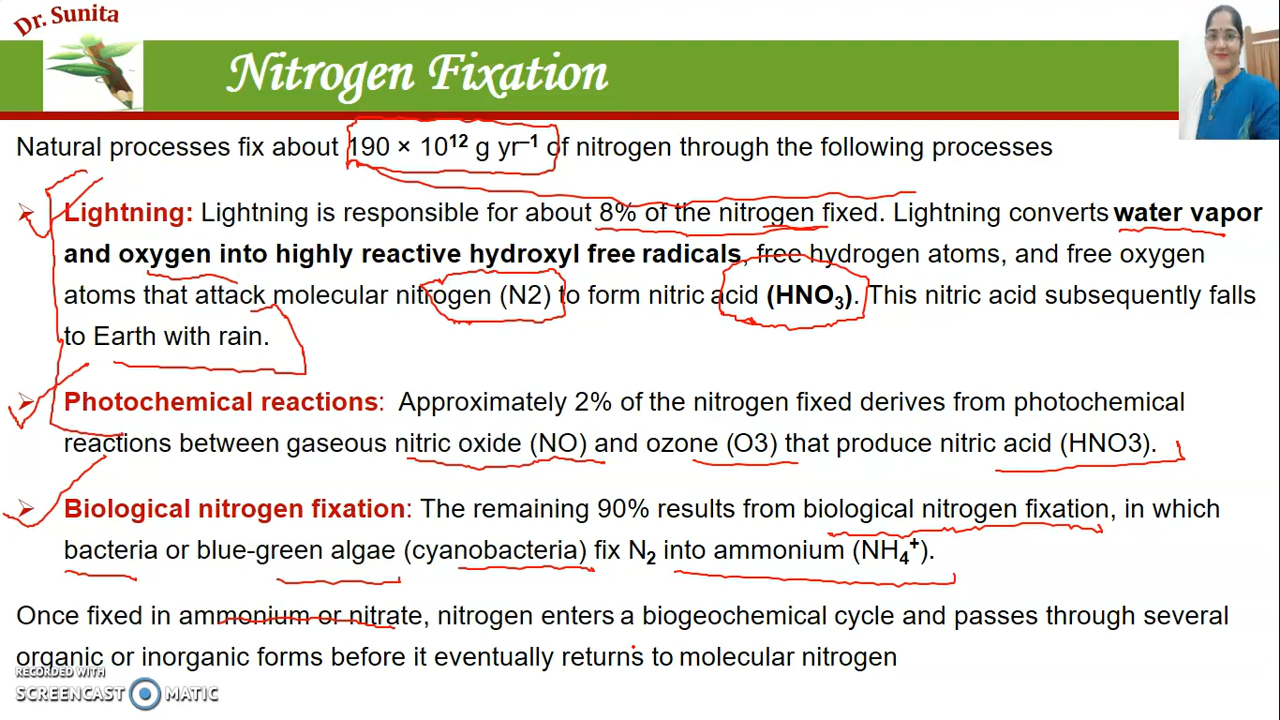 Dr. Sunita
Nitrogen Fixation
Natural processes fix about 190 × 10¹² g yr⁻¹ of nitrogen through the following processes
➢ Lightning: Lightning is responsible for about 8% of the nitrogen fixed. Lightning converts water vapor
and oxygen into highly reactive hydroxyl free radicals, free hydrogen atoms, and free oxygen
atoms that attack molecular nitrogen (N2) to form nitric acid (HNO₃). This nitric acid subsequently falls
to Earth with rain.
➢ Photochemical reactions: Approximately 2% of the nitrogen fixed derives from photochemical
reactions between gaseous nitric oxide (NO) and ozone (O3) that produce nitric acid (HNO3).
➢ Biological nitrogen fixation: The remaining 90% results from biological nitrogen fixation, in which
bacteria or blue-green algae (cyanobacteria) fix N₂ into ammonium (NH₄⁺).
Once fixed in ammonium or nitrate, nitrogen enters a biogeochemical cycle and passes through several
organic or inorganic forms before it eventually returns to molecular nitrogen
RECORDED WITH
SCREENCAST MATIC